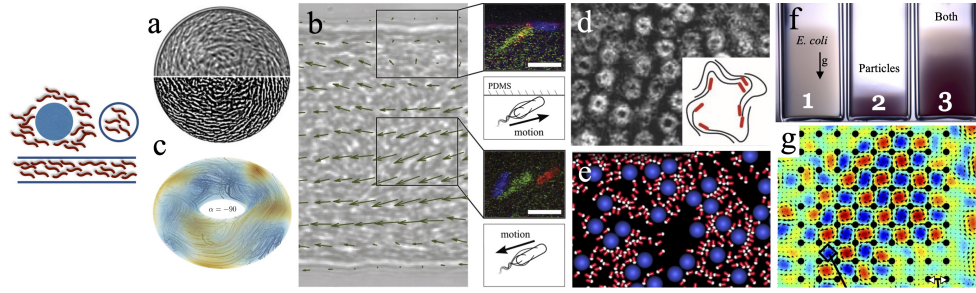 a
b
c
α = −90
PDMS
motion
motion
d
e
f
E. coli
g
1
Particles
2
Both
3
g